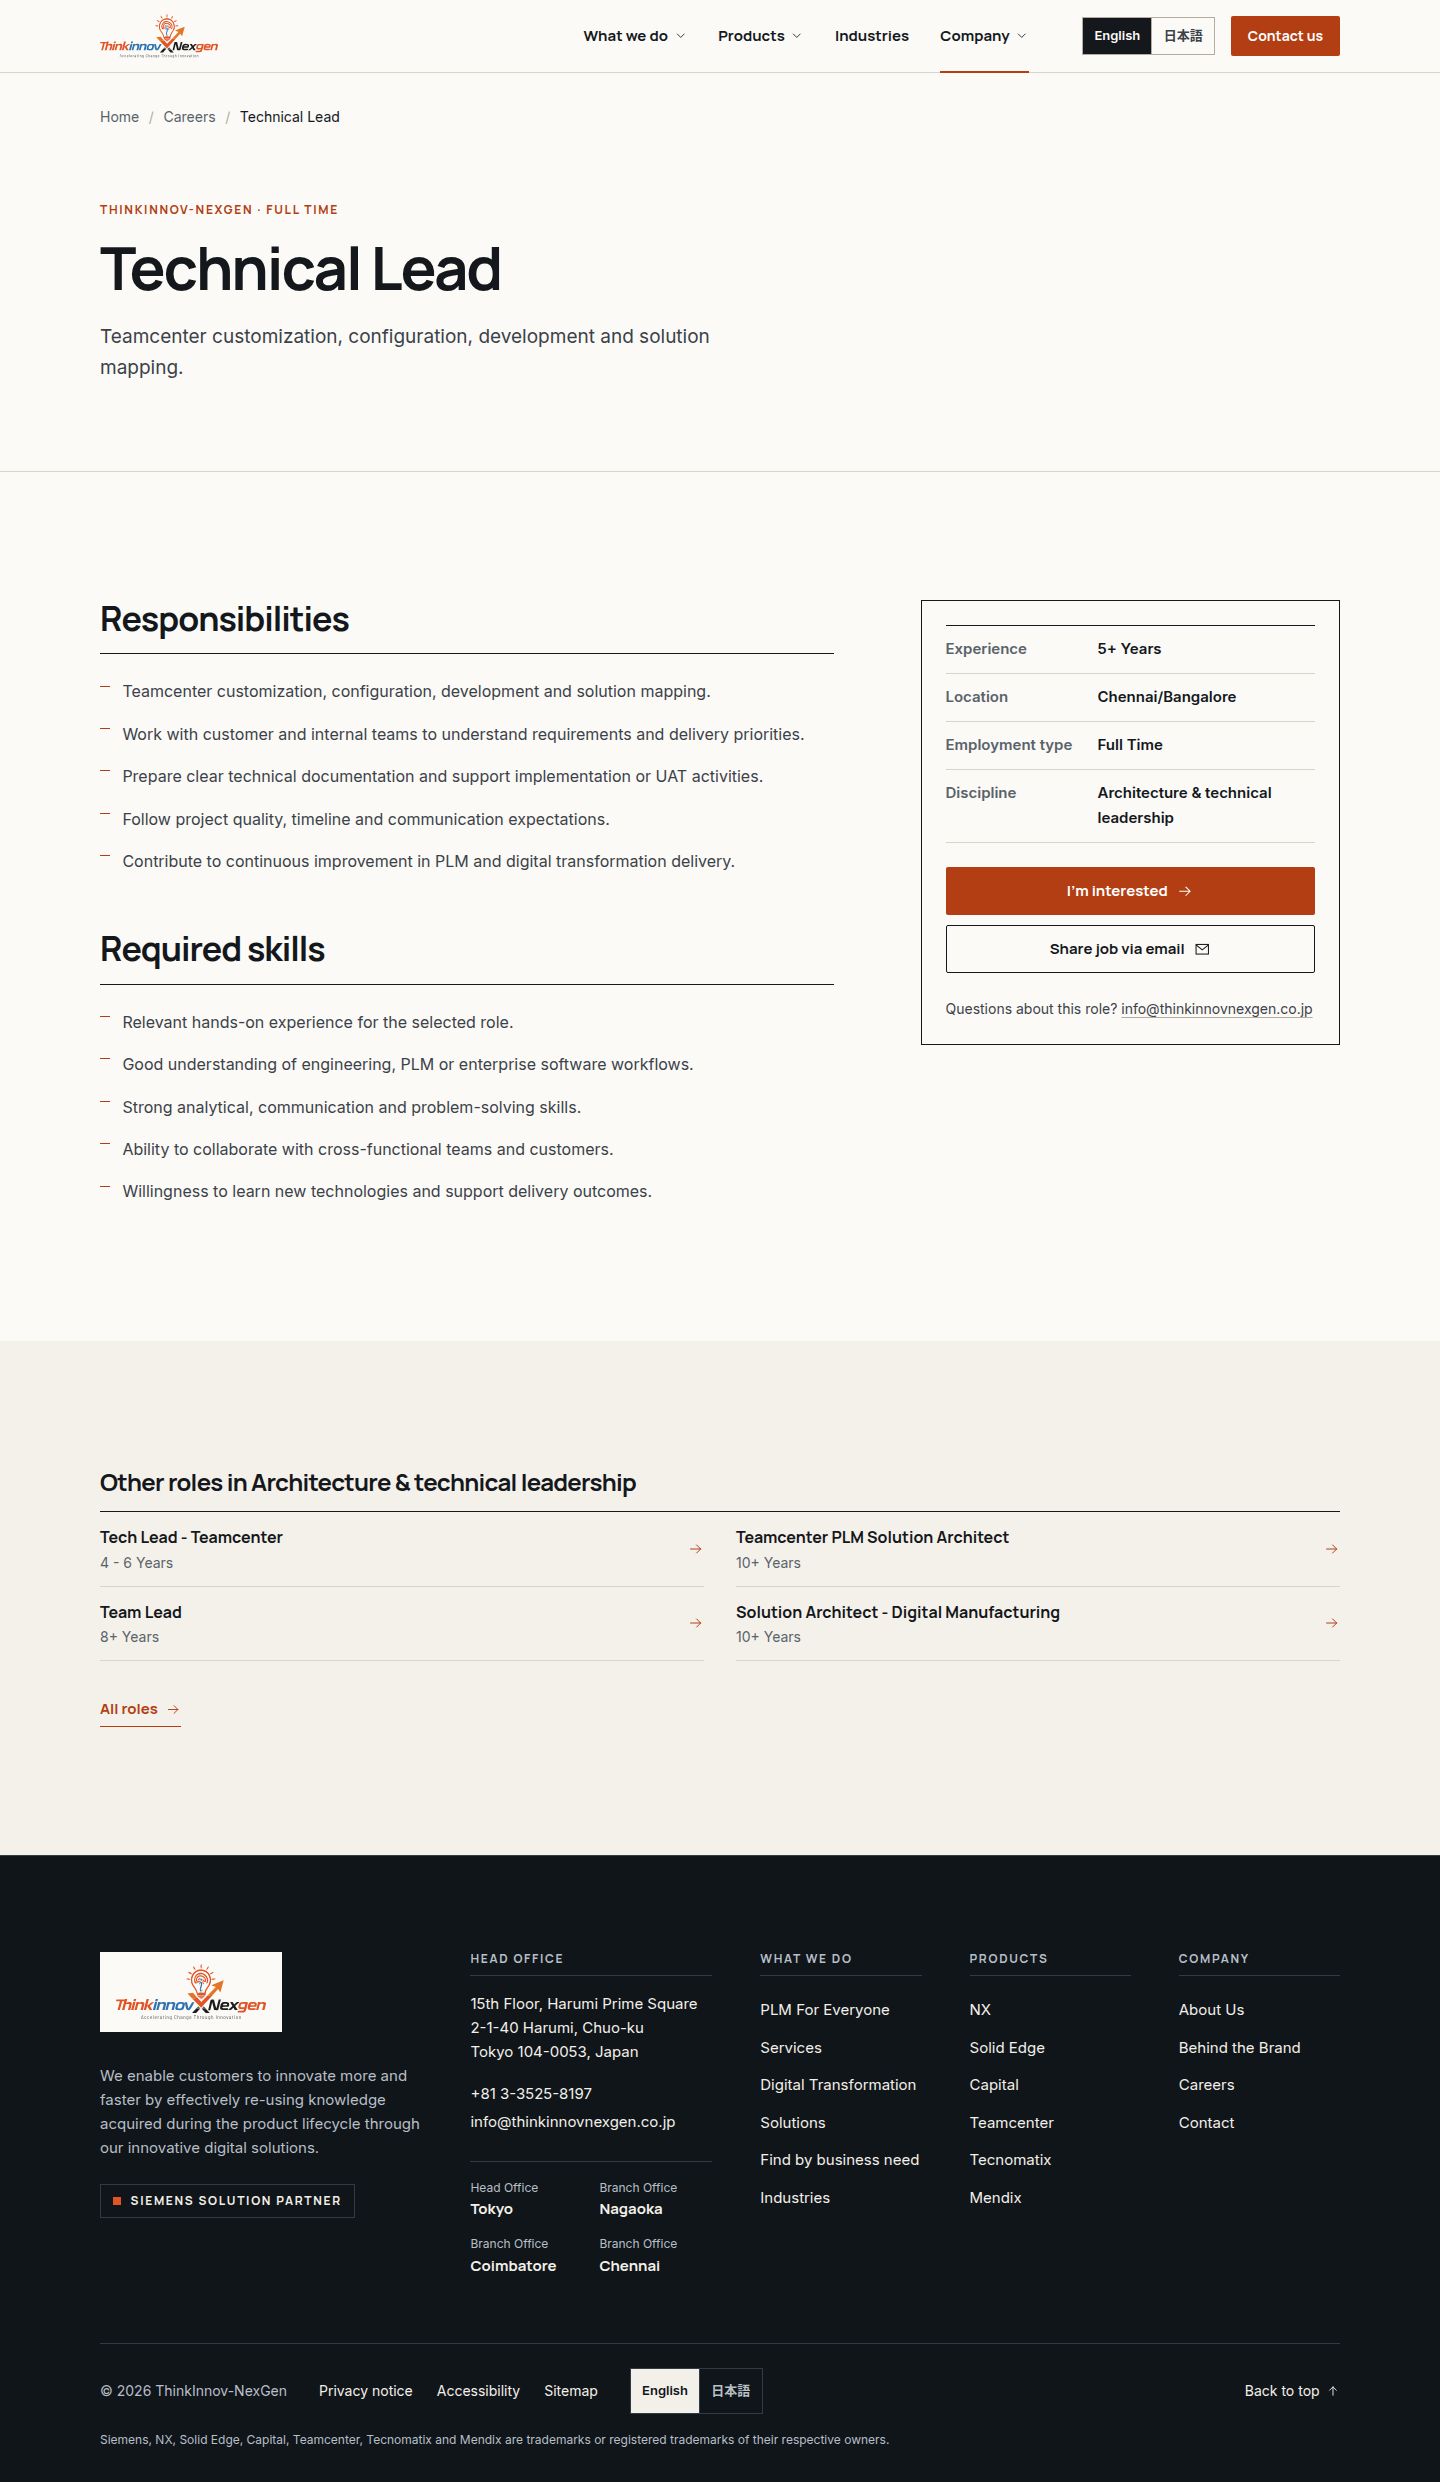 ThinkinnovXNexgen
Accelerating Change Through Innovation
What we do
Products
Industries
Company
English
日本語
Contact us
Home / Careers / Technical Lead
THINKINNOV-NEXGEN · FULL TIME
Technical Lead
Teamcenter customization, configuration, development and solution
mapping.
Responsibilities
Teamcenter customization, configuration, development and solution mapping.
Work with customer and internal teams to understand requirements and delivery priorities.
Prepare clear technical documentation and support implementation or UAT activities.
Follow project quality, timeline and communication expectations.
Contribute to continuous improvement in PLM and digital transformation delivery.
Required skills
Relevant hands-on experience for the selected role.
Good understanding of engineering, PLM or enterprise software workflows.
Strong analytical, communication and problem-solving skills.
Ability to collaborate with cross-functional teams and customers.
Willingness to learn new technologies and support delivery outcomes.
Experience 5+ Years
Location Chennai/Bangalore
Employment type Full Time
Discipline Architecture & technical
leadership
I'm interested →
Share job via email
Questions about this role? info@thinkinnovnexgen.co.jp
Other roles in Architecture & technical leadership
Tech Lead - Teamcenter
4 - 6 Years
Teamcenter PLM Solution Architect
10+ Years
Team Lead
8+ Years
Solution Architect - Digital Manufacturing
10+ Years
All roles →
ThinkinnovXNexgen
Accelerating Change Through Innovation
We enable customers to innovate more and
faster by effectively re-using knowledge
acquired during the product lifecycle through
our innovative digital solutions.
SIEMENS SOLUTION PARTNER
HEAD OFFICE
15th Floor, Harumi Prime Square
2-1-40 Harumi, Chuo-ku
Tokyo 104-0053, Japan
+81 3-3525-8197
info@thinkinnovnexgen.co.jp
Head Office
Tokyo
Branch Office
Nagaoka
Branch Office
Coimbatore
Branch Office
Chennai
WHAT WE DO
PLM For Everyone
Services
Digital Transformation
Solutions
Find by business need
Industries
PRODUCTS
NX
Solid Edge
Capital
Teamcenter
Tecnomatix
Mendix
COMPANY
About Us
Behind the Brand
Careers
Contact
© 2026 ThinkInnov-NexGen
Privacy notice
Accessibility
Sitemap
English
日本語
Back to top ↑
Siemens, NX, Solid Edge, Capital, Teamcenter, Tecnomatix and Mendix are trademarks or registered trademarks of their respective owners.